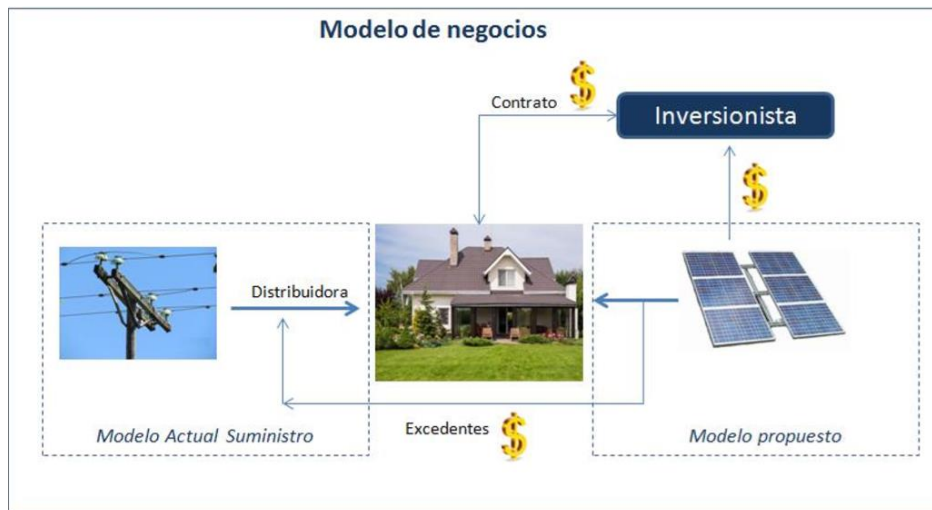 Modelo de negocios
Contrato
$
Inversionista
$
Distribuidora
Excedentes
$
Modelo Actual Suministro
Modelo propuesto